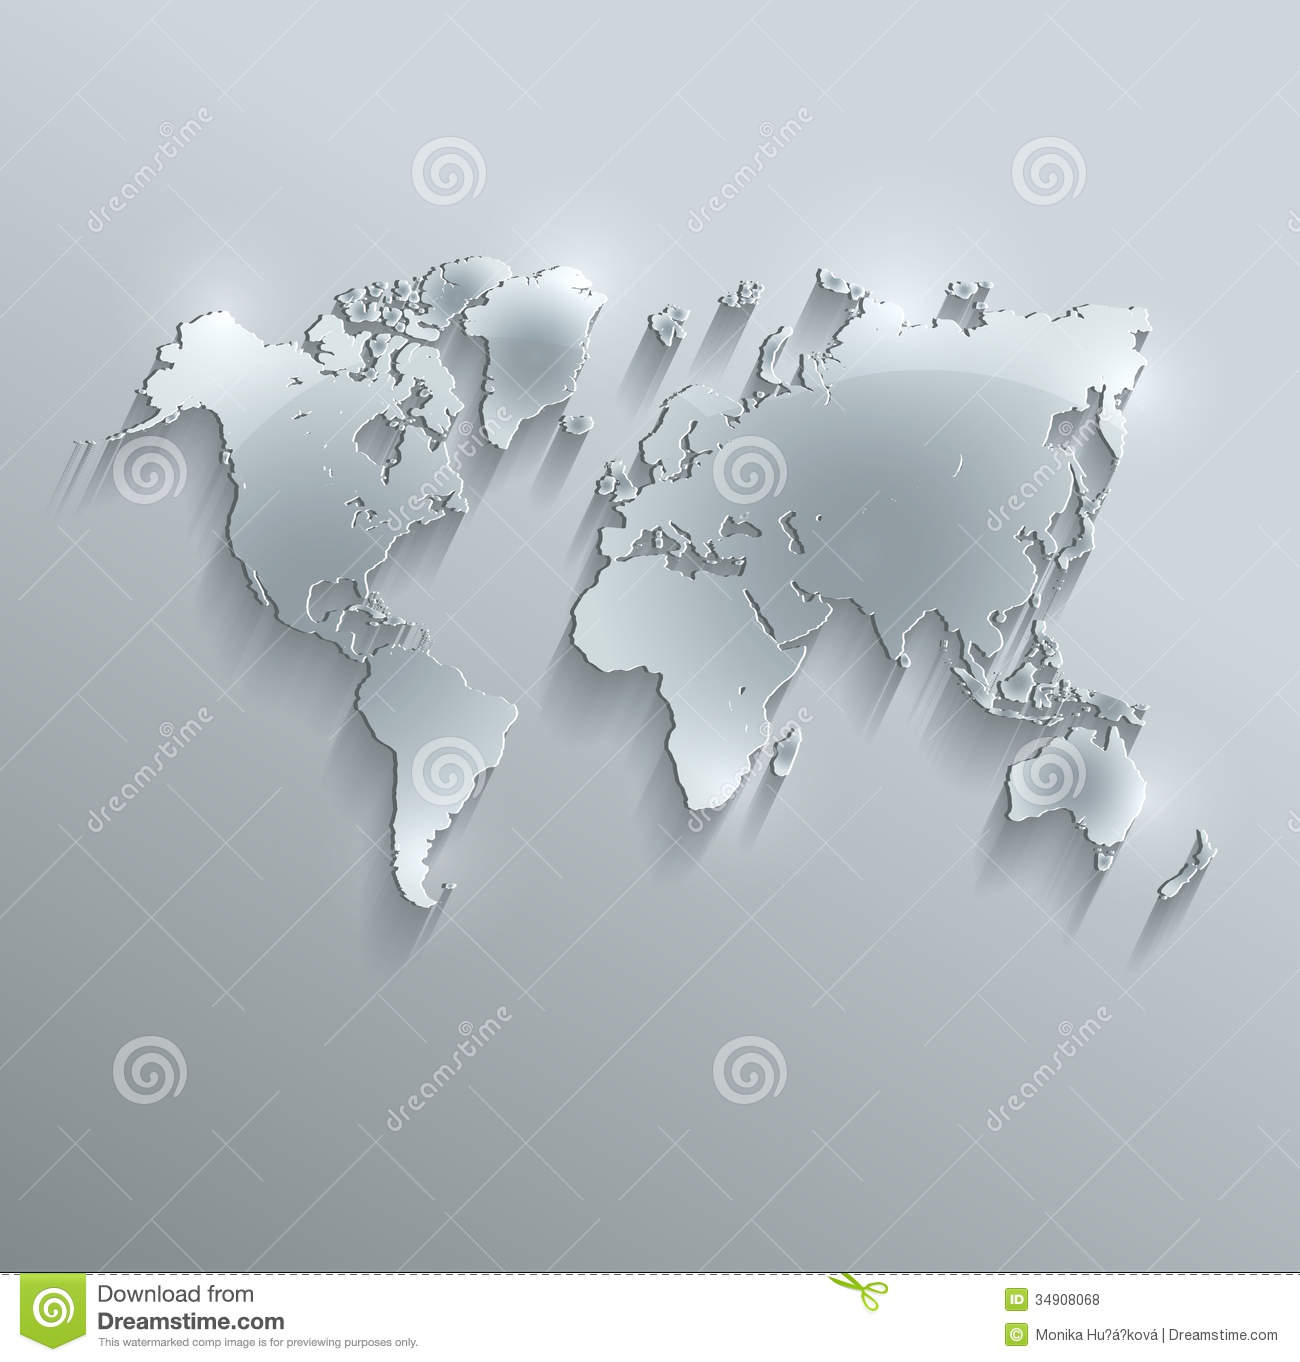 dreamstime
dreamstime
dreamstime
dreamstime
dreamstime
dreamstime
dreamstime
dreamstime
Download from
Dreamstime.com
This watermarked comp image is for previewing purposes only.
ID 34908068
© Monika Hu?á?ková | Dreamstime.com